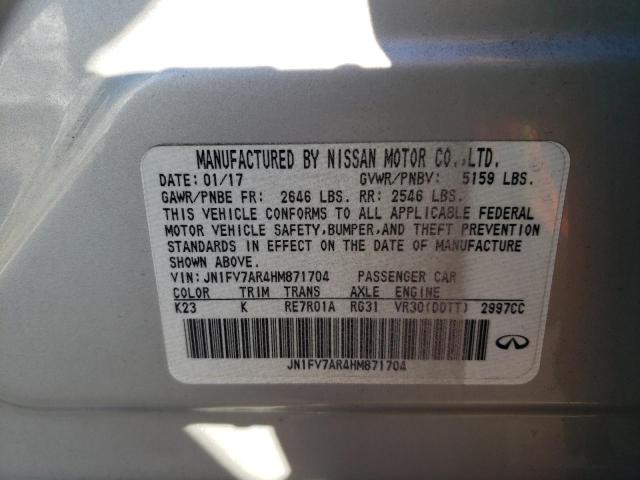 MANUFACTURED BY NISSAN MOTOR CO.,LTD.
DATE: 01/17 GVWR/PNBV: 5159 LBS.
GAWR/PNBE FR: 2646 LBS. RR: 2546 LBS.
THIS VEHICLE CONFORMS TO ALL APPLICABLE FEDERAL
MOTOR VEHICLE SAFETY,BUMPER,AND THEFT PREVENTION
STANDARDS IN EFFECT ON THE DATE OF MANUFACTURE
SHOWN ABOVE.
VIN: JN1FV7AR4HM871704 PASSENGER CAR
COLOR TRIM TRANS AXLE ENGINE
K23 K RE7R01A RG31 VR30(DDTT) 2997CC
JN1FV7AR4HM871704